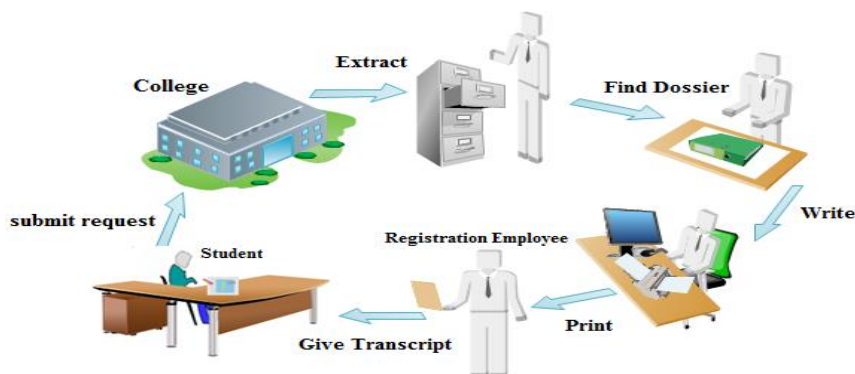 College
Extract
Find Dossier
Write
Print
Registration Employee
Give Transcript
Student
submit request